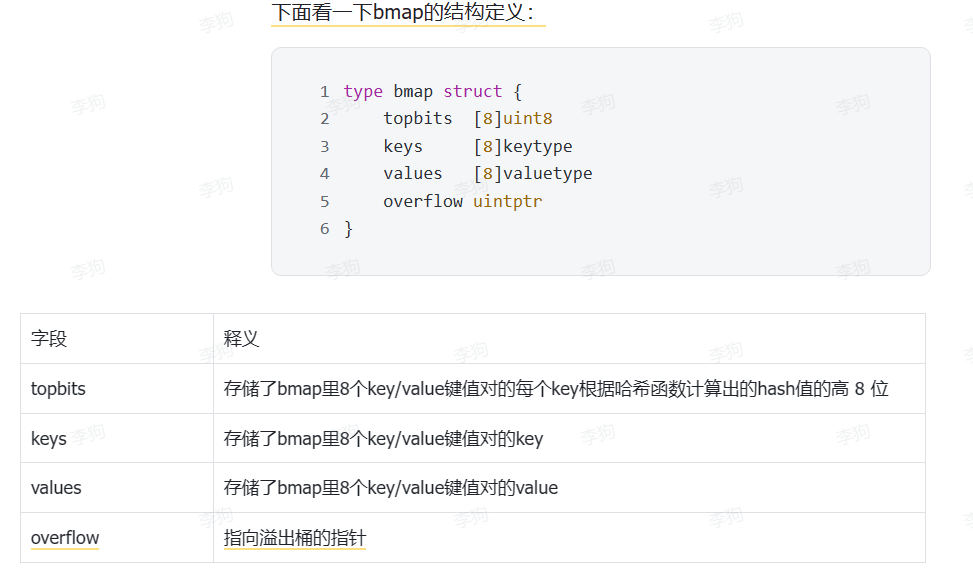 下面看一下bmap的结构定义：
1 type bmap struct {
2     topbits  [8]uint8
3     keys     [8]keytype
4     values   [8]valuetype
5     overflow uintptr
6 }
字段 释义
topbits 存储了bmap里8个key/value键值对的每个key根据哈希函数计算出的hash值的高 8 位
keys 存储了bmap里8个key/value键值对的key
values 存储了bmap里8个key/value键值对的value
overflow 指向溢出桶的指针
李狗